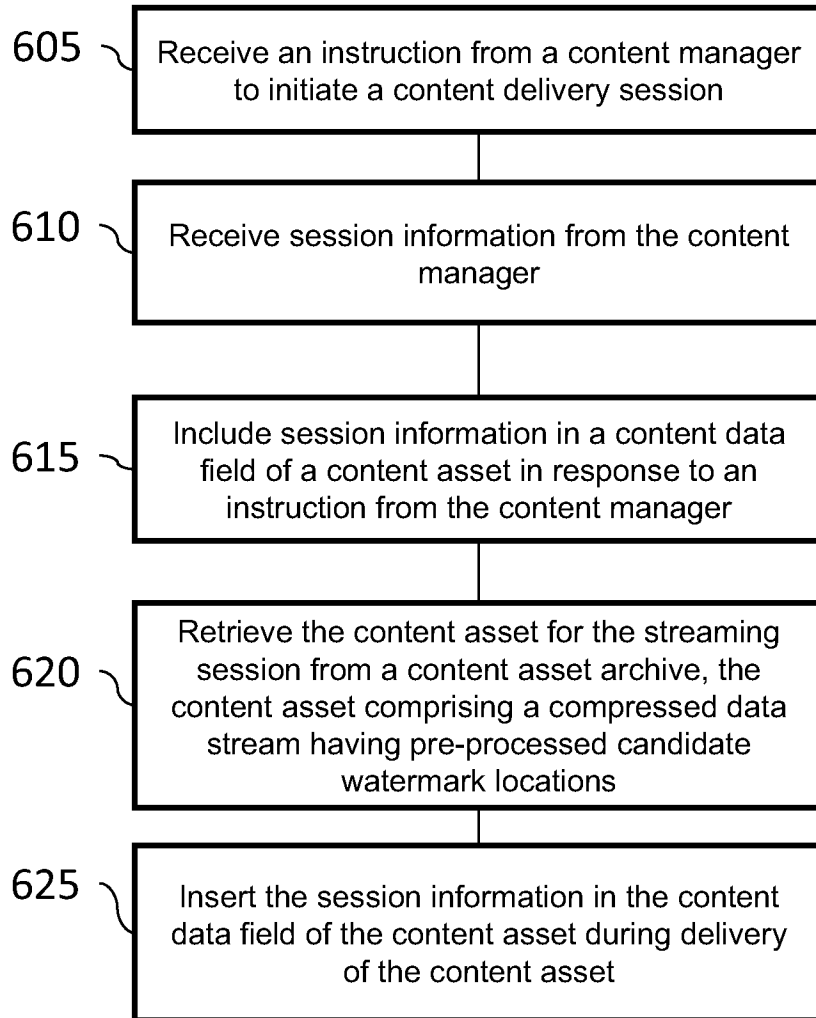 605
Receive an instruction from a content manager
to initiate a content delivery session
610
Receive session information from the content
manager
615
Include session information in a content data
field of a content asset in response to an
instruction from the content manager
620
Retrieve the content asset for the streaming
session from a content asset archive, the
content asset comprising a compressed data
stream having pre-processed candidate
watermark locations
625
Insert the session information in the content
data field of the content asset during delivery
of the content asset